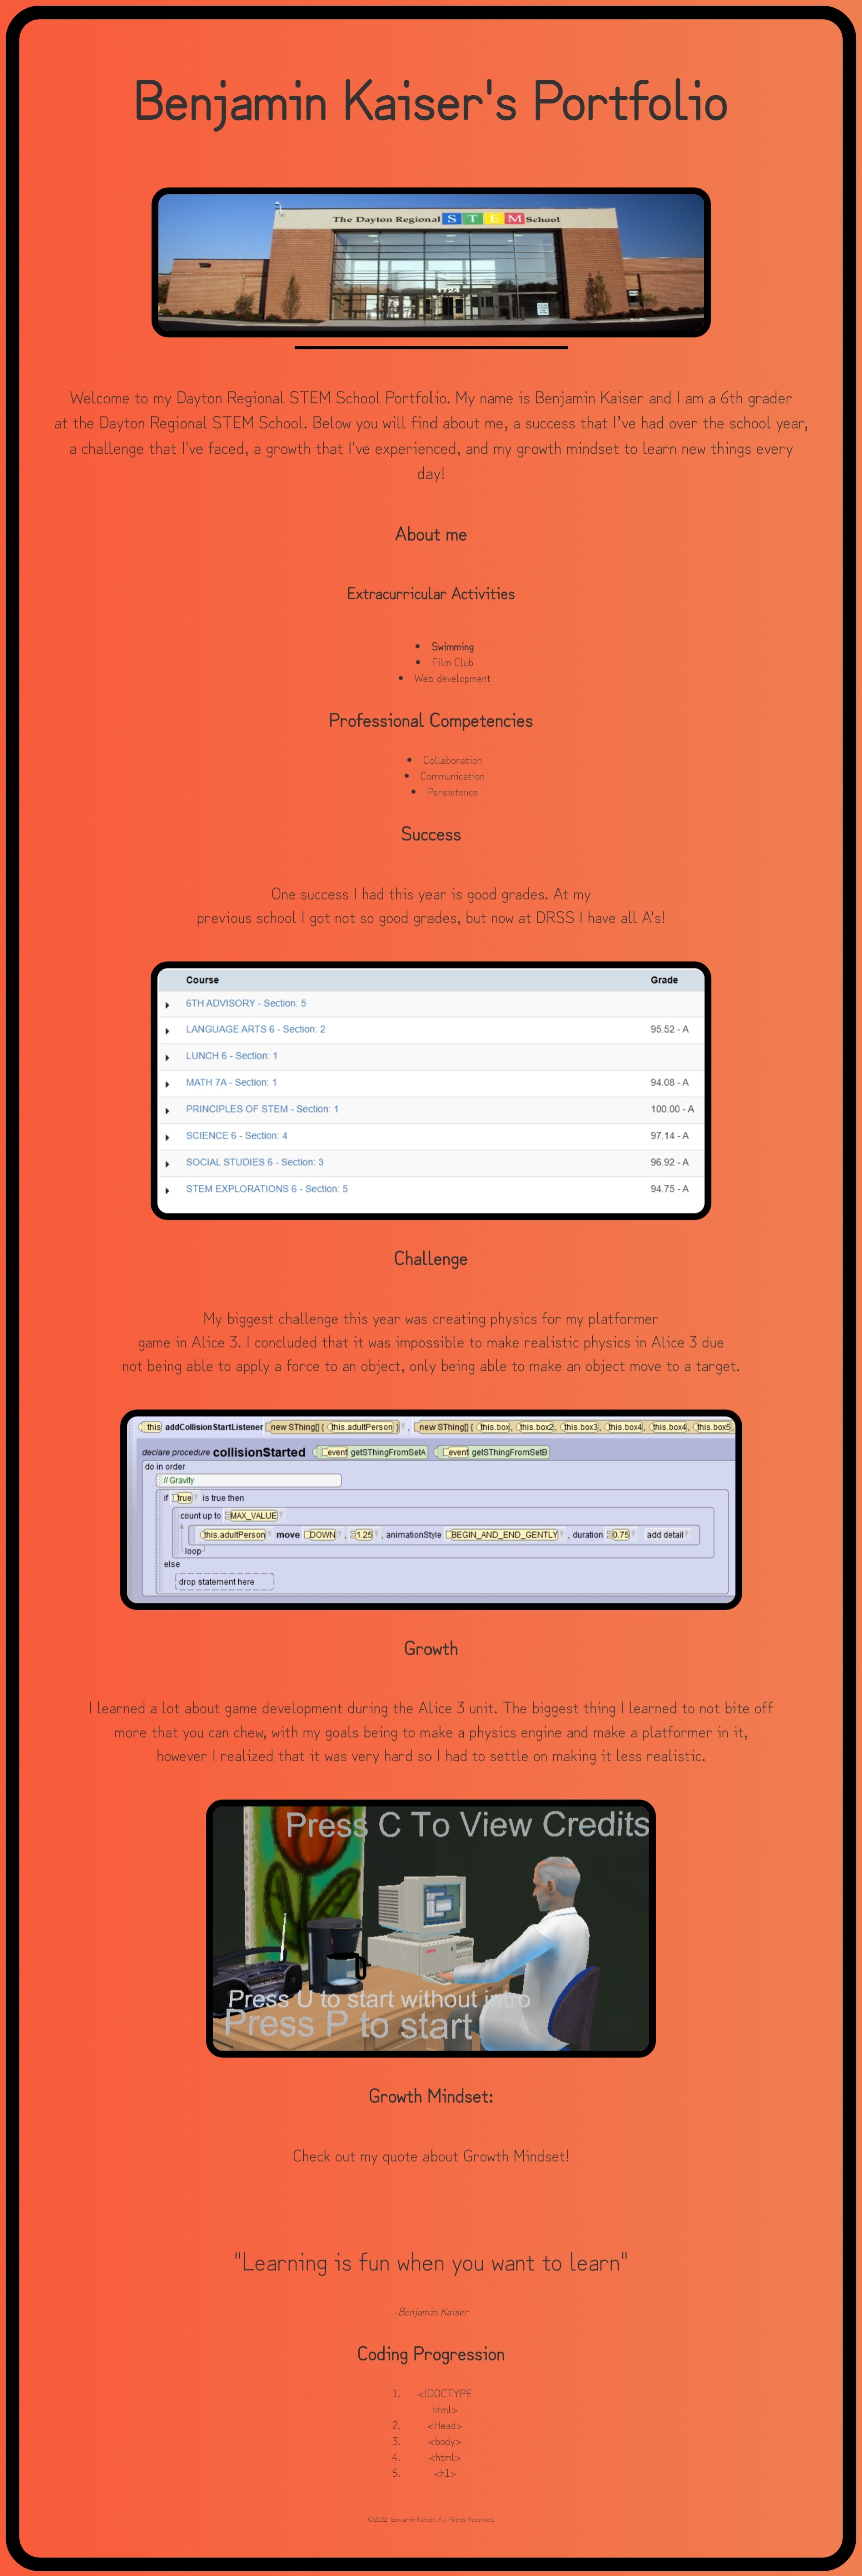 Benjamin Kaiser's Portfolio
The Dayton Regional STEM School
1724
Welcome to my Dayton Regional STEM School Portfolio. My name is Benjamin Kaiser and I am a 6th grader
at the Dayton Regional STEM School. Below you will find about me, a success that I've had over the school year,
a challenge that I've faced, a growth that I've experienced, and my growth mindset to learn new things every
day!
About me
Extracurricular Activities
• Swimming
• Film Club
• Web development
Professional Competencies
• Collaboration
• Communication
• Persistence
Success
One success I had this year is good grades. At my
previous school I got not so good grades, but now at DRSS I have all A's!
Course Grade
6TH ADVISORY - Section: 5
LANGUAGE ARTS 6 - Section: 2 95.52 - A
LUNCH 6 - Section: 1
MATH 7A - Section: 1 94.08 - A
PRINCIPLES OF STEM - Section: 1 100.00 - A
SCIENCE 6 - Section: 4 97.14 - A
SOCIAL STUDIES 6 - Section: 3 96.92 - A
STEM EXPLORATIONS 6 - Section: 5 94.75 - A
Challenge
My biggest challenge this year was creating physics for my platformer
game in Alice 3. I concluded that it was impossible to make realistic physics in Alice 3 due
not being able to apply a force to an object, only being able to make an object move to a target.
this addCollisionStartListener new SThing[] { this.adultPerson } , new SThing[] { this.box, this.box2, this.box3, this.box4, this.box4, this.box5,
declare procedure collisionStarted event getSThingFromSetA event getSThingFromSetB
do in order
// Gravity
if true is true then
count up to MAX_VALUE
this.adultPerson move DOWN , 1.25 , animationStyle BEGIN_AND_END_GENTLY , duration 0.75 add detail
loop
else
drop statement here
Growth
I learned a lot about game development during the Alice 3 unit. The biggest thing I learned to not bite off
more that you can chew, with my goals being to make a physics engine and make a platformer in it,
however I realized that it was very hard so I had to settle on making it less realistic.
Press C To View Credits
Press U to start without intro
Press P to start
Growth Mindset:
Check out my quote about Growth Mindset!
"Learning is fun when you want to learn"
-Benjamin Kaiser
Coding Progression
1. <!DOCTYPE
html>
2. <Head>
3. <body>
4. <html>
5. <h1>
©2022. Benjamin Kaiser. All Rights Reserved.